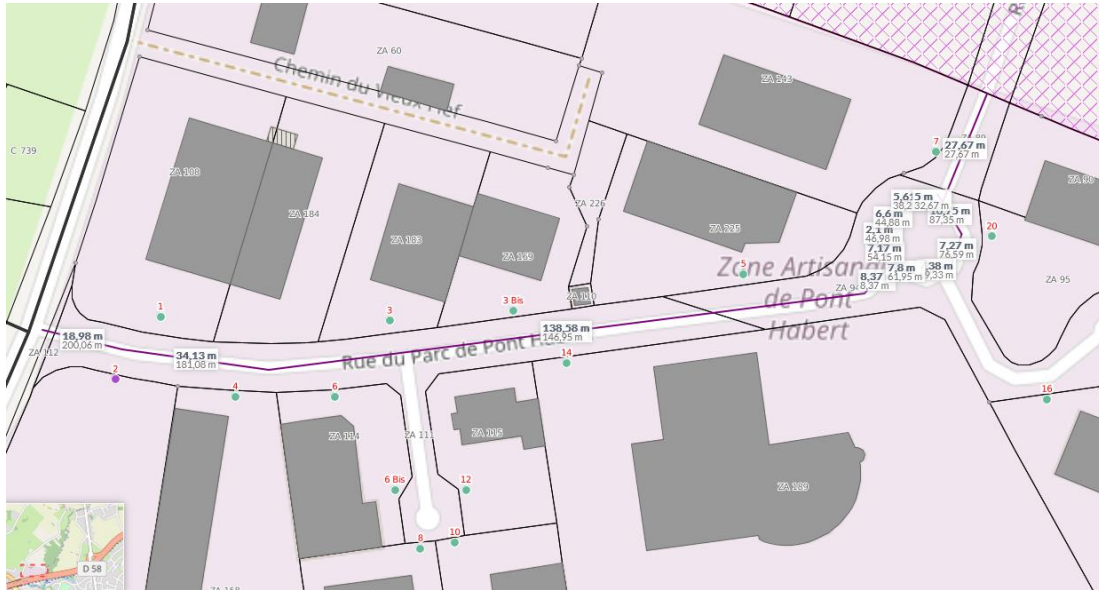 R
ZA 60
Chemin du Vieux Fief
ZA 143
C 739
7
27,67 m
27,67 m
ZA 108
ZA 90
ZA 184
ZA 226
5,6
38,2
32,67 m
6,6 m
44,88 m
87,35 m
ZA 183
ZA 225
2,1 m
46,98 m
20
ZA 169
7,17 m
54,15 m
7,27 m
76,59 m
5
Zone Artisanale
de Pont
Habert
7,8 m
61,95 m
8,37
8,37 m
ZA 95
ZA 110
3 Bis
1
3
138,58 m
146,95 m
18,98 m
200,06 m
ZA 112
34,13 m
181,08 m
Rue du Parc de Pont Ha
14
2
4
6
16
ZA 114
ZA 111
ZA 115
6 Bis
12
ZA 189
8
10
D 58
ZA 168